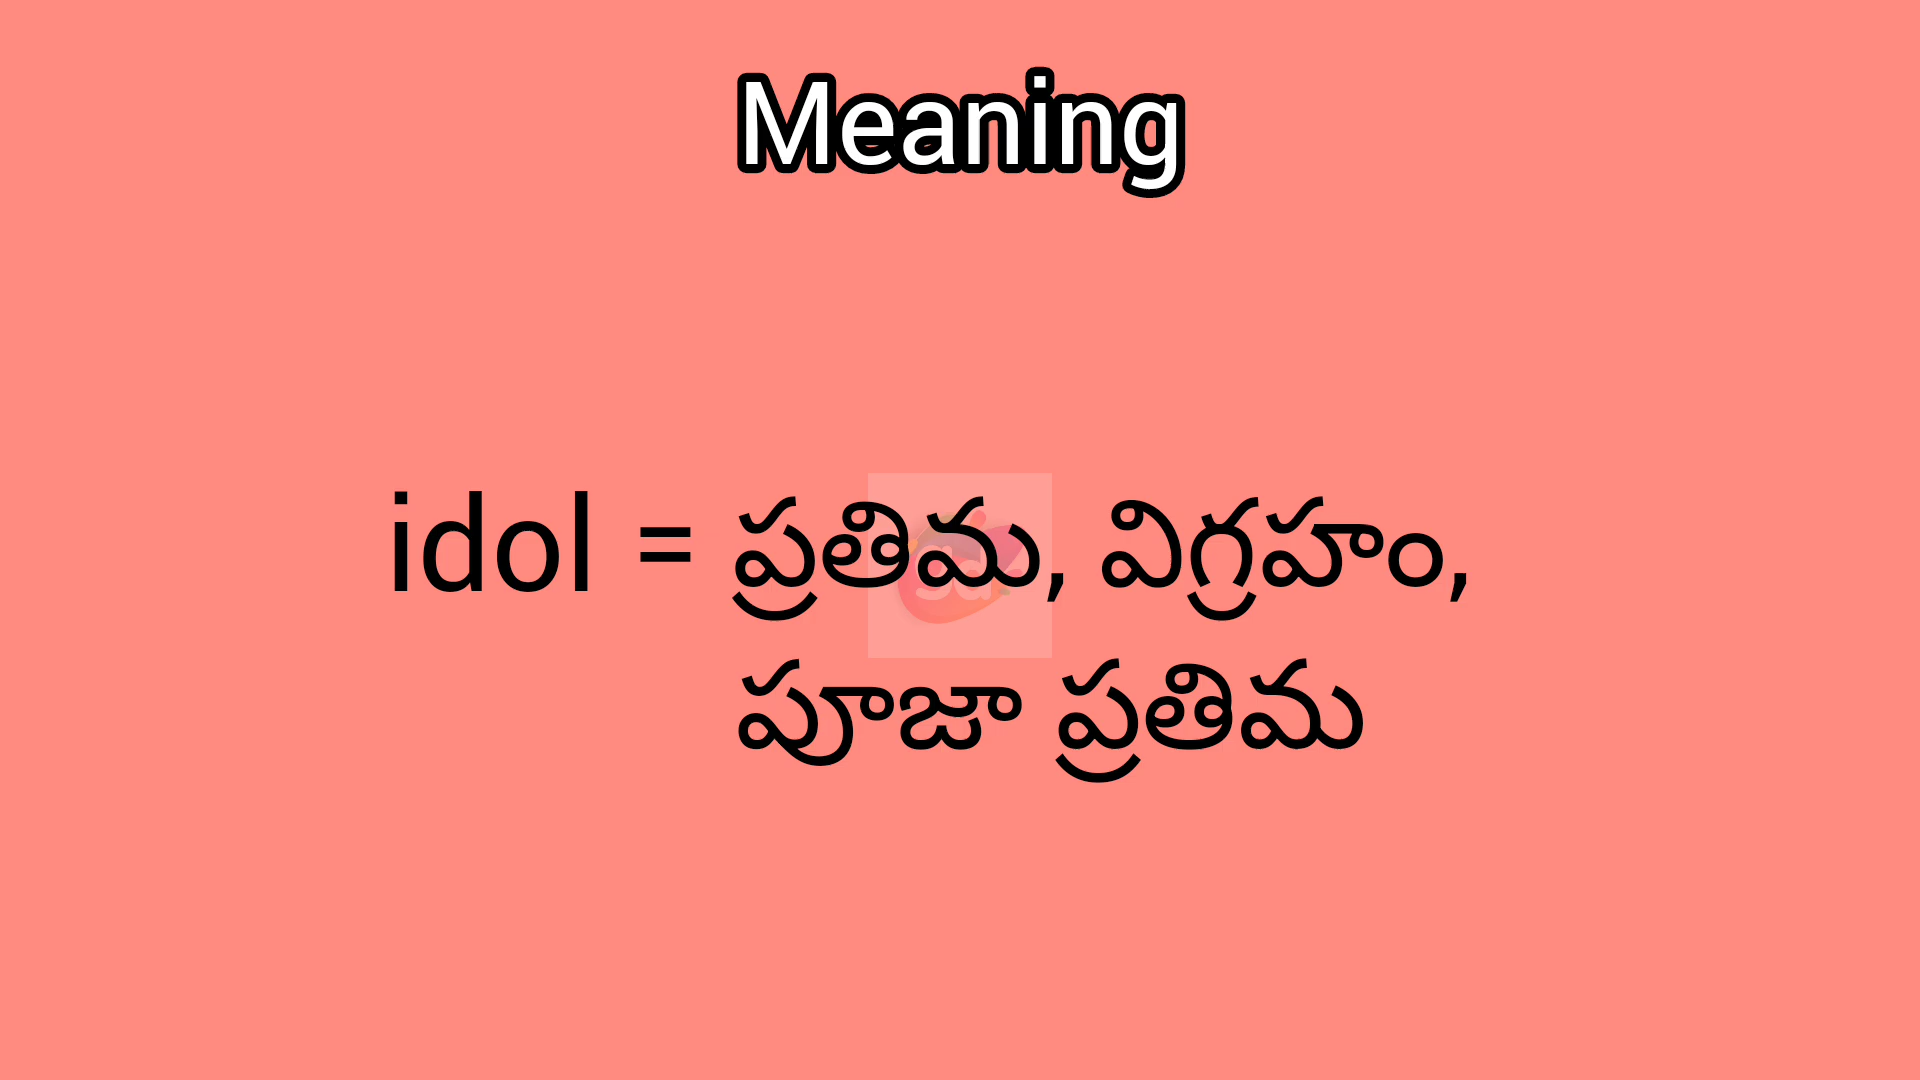 Meaning
idol = ప్రతిమ, విగ్రహం,
పూజా ప్రతిమ